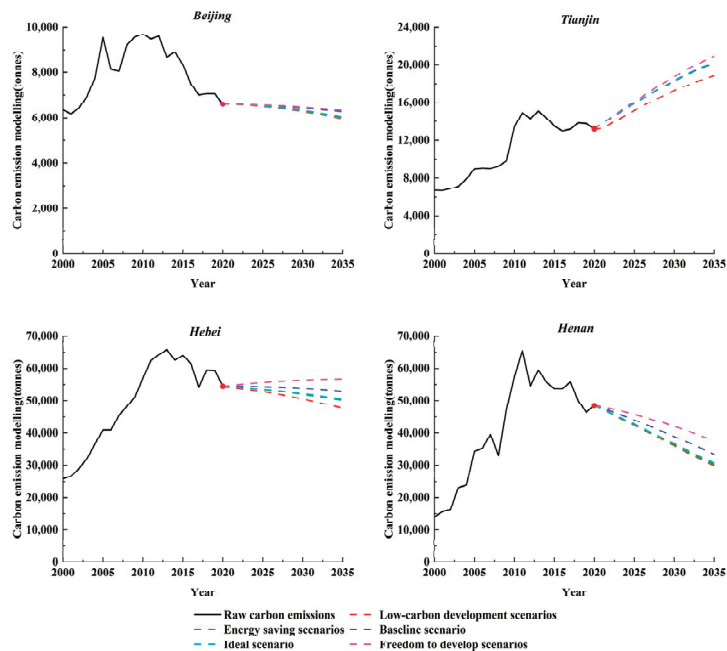 Beijing
Carbon emission modelling(tonnes)
10,000
8,000
6,000
4,000
2,000
0
2000 2005 2010 2015 2020 2025 2030 2035
Year
Tianjin
Carbon emission modelling(tonnes)
24,000
20,000
16,000
12,000
8,000
4,000
0
2000 2005 2010 2015 2020 2025 2030 2035
Year
Hebei
Carbon emission modelling(tonnes)
70,000
60,000
50,000
40,000
30,000
20,000
10,000
0
2000 2005 2010 2015 2020 2025 2030 2035
Year
Henan
Carbon emission modelling(tonnes)
70,000
60,000
50,000
40,000
30,000
20,000
10,000
0
2000 2005 2010 2015 2020 2025 2030 2035
Year
Raw carbon emissions Low-carbon development scenarios
Energy saving scenarios Baseline scenario
Ideal scenario Freedom to develop scenarios